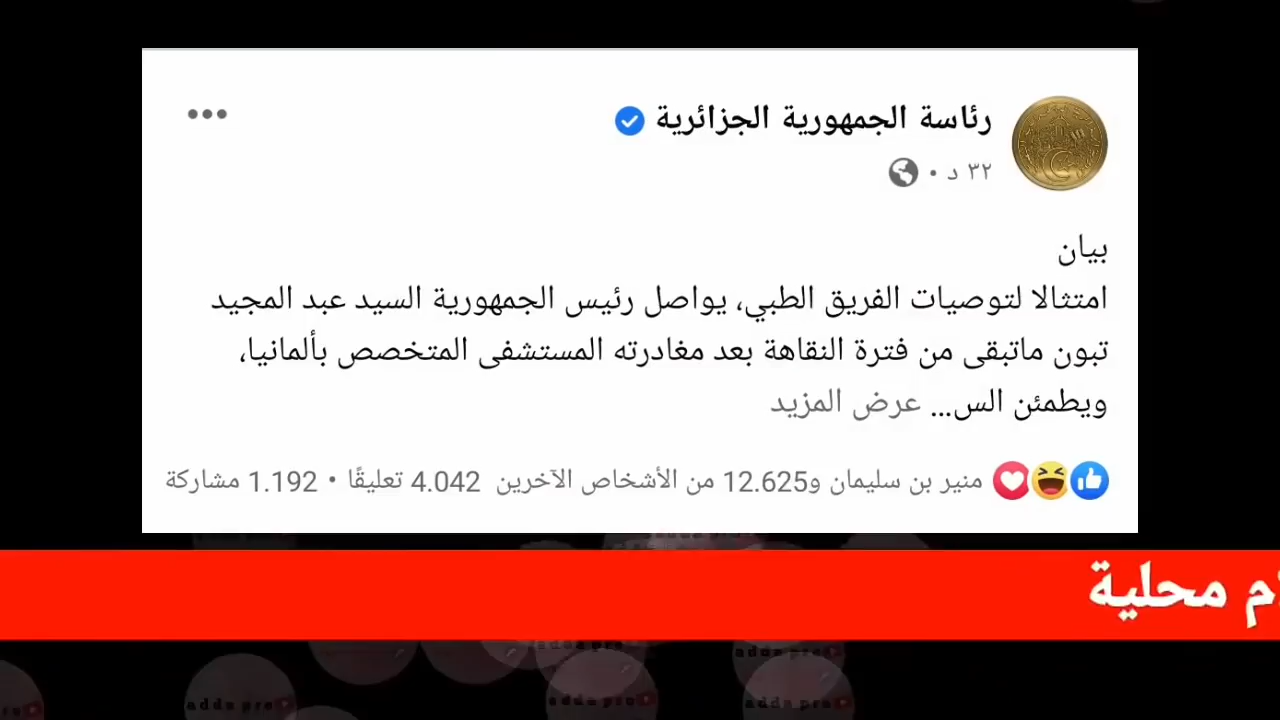 رئاسة الجمهورية الجزائرية
٣٢ د •
بيان
امتثالا لتوصيات الفريق الطبي، يواصل رئيس الجمهورية السيد عبد المجيد
تبون ماتبقى من فترة النقاهة بعد مغادرته المستشفى المتخصص بألمانيا،
ويطمئن الس... عرض المزيد
منير بن سليمان و12.625 من الأشخاص الآخرين 4.042 تعليقًا • 1.192 مشاركة
محلية
adda pro